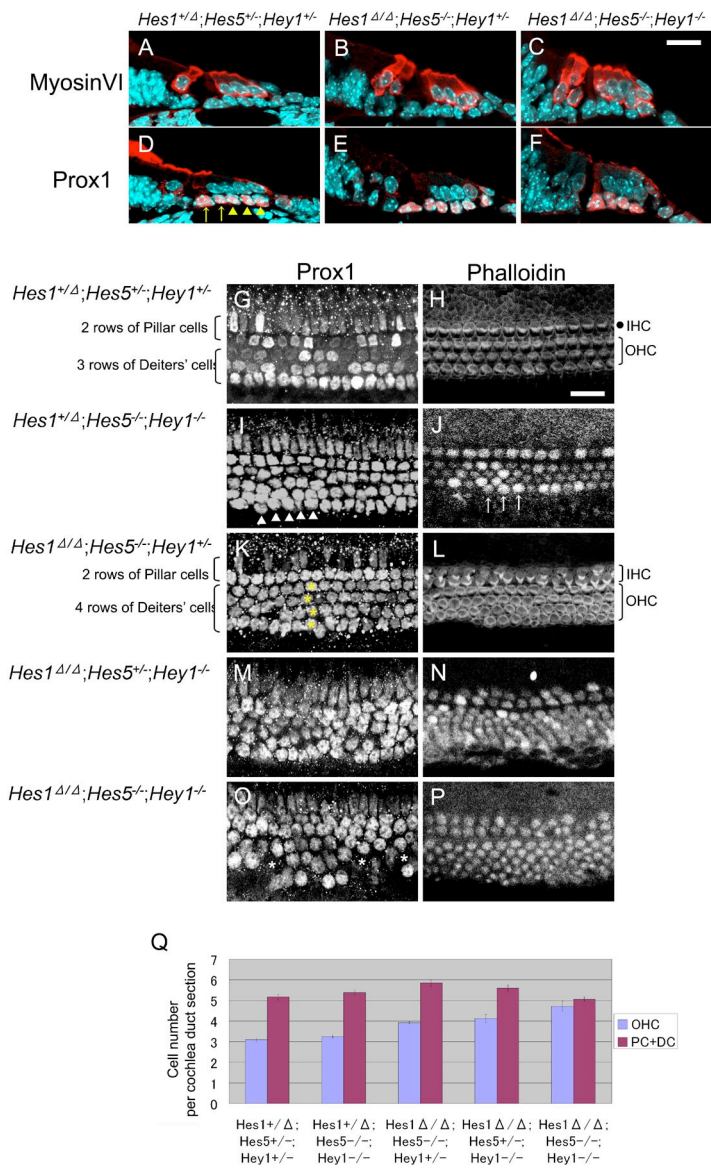 Hes1+/Δ;Hes5+/-;Hey1+/- Hes1Δ/Δ;Hes5-/-;Hey1+/- Hes1Δ/Δ;Hes5-/-;Hey1-/-
A B C
MyosinVI
D E F
Prox1
Prox1 Phalloidin
Hes1+/Δ;Hes5+/-;Hey1+/-
G H
2 rows of Pillar cells
IHC
3 rows of Deiters' cells
OHC
Hes1+/Δ;Hes5-/-;Hey1-/-
I J
Hes1Δ/Δ;Hes5-/-;Hey1+/-
K L
2 rows of Pillar cells
IHC
4 rows of Deiters' cells
OHC
Hes1Δ/Δ;Hes5+/-;Hey1-/-
M N
Hes1Δ/Δ;Hes5-/-;Hey1-/-
O P
Q
Cell number
per cochlea duct section
7
6
5
4
3
2
1
0
OHC
PC+DC
Hes1+/Δ; Hes1+/Δ; Hes1Δ/Δ; Hes1Δ/Δ; Hes1Δ/Δ;
Hes5+/-; Hes5-/-; Hes5-/-; Hes5+/-; Hes5-/-;
Hey1+/- Hey1-/- Hey1+/- Hey1-/- Hey1-/-